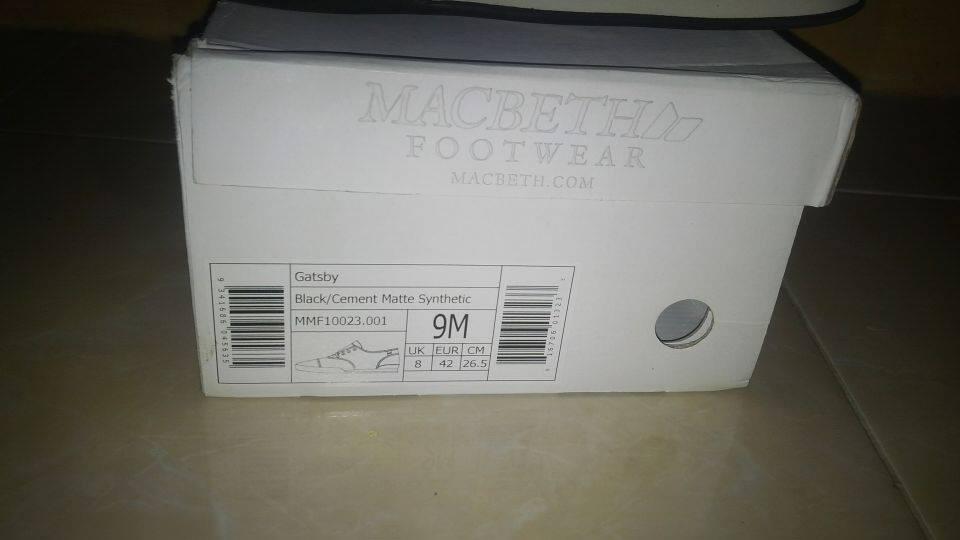 MACBETH
FOOTWEAR
MACBETH.COM
Gatsby
Black/Cement Matte Synthetic
MMF10023.001
9M
UK EUR CM
8 42 26.5